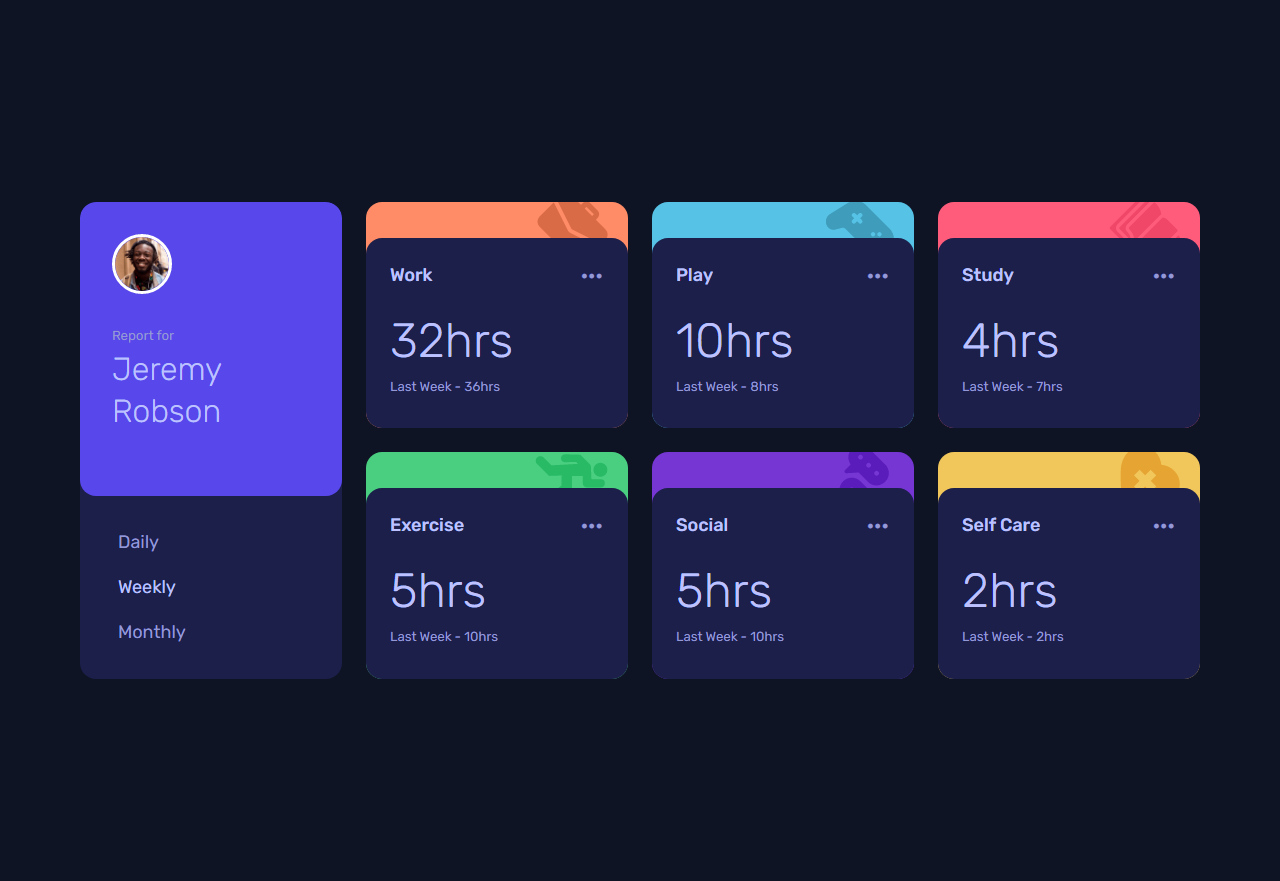 Report for
Jeremy
Robson
Daily
Weekly
Monthly
Work
32hrs
Last Week - 36hrs
Play
10hrs
Last Week - 8hrs
Study
4hrs
Last Week - 7hrs
Exercise
5hrs
Last Week - 10hrs
Social
5hrs
Last Week - 10hrs
Self Care
2hrs
Last Week - 2hrs